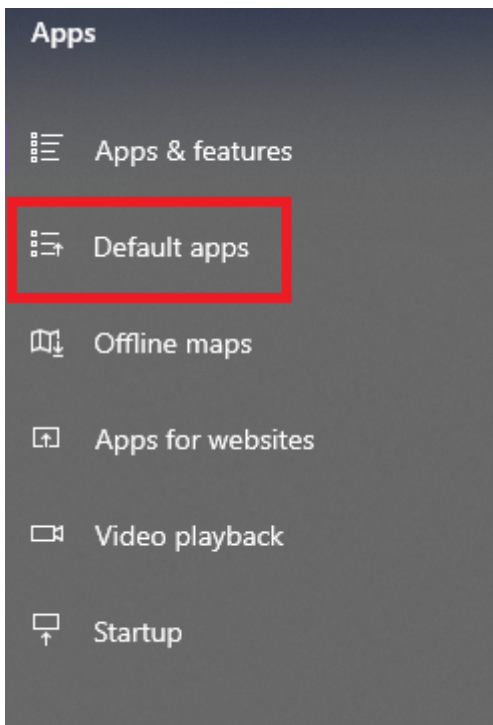 Apps
Apps & features
Default apps
Offline maps
Apps for websites
Video playback
Startup